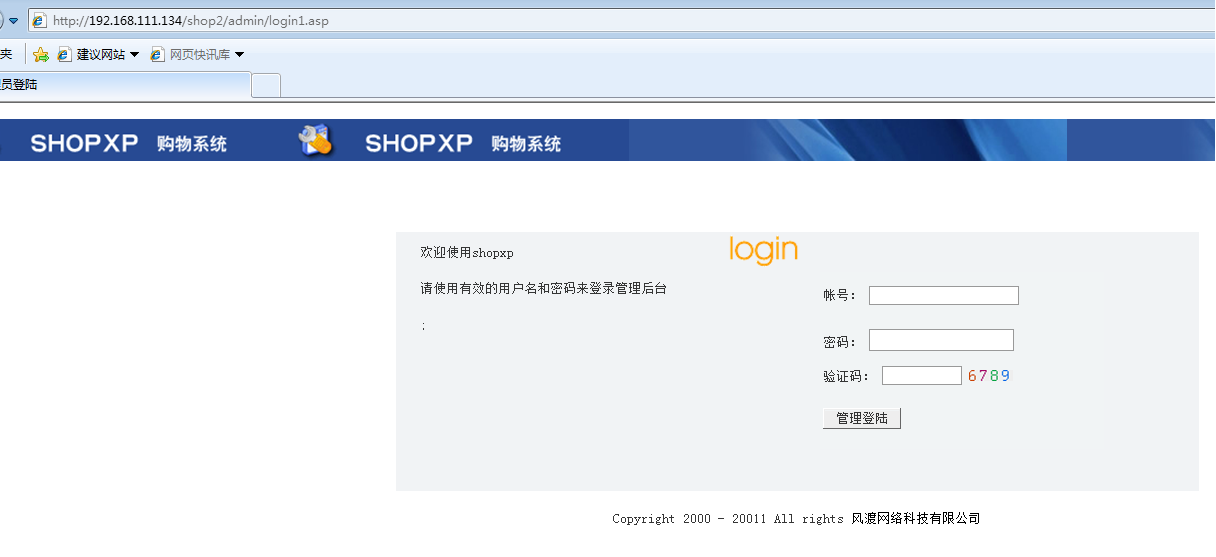 http://192.168.111.134/shop2/admin/login1.asp
夹 建议网站 网页快讯库
员登陆
SHOPXP 购物系统 SHOPXP 购物系统
login
欢迎使用shopxp
请使用有效的用户名和密码来登录管理后台
;
帐号:
密码:
验证码: 6789
管理登陆
Copyright 2000 - 20011 All rights 风渡网络科技有限公司